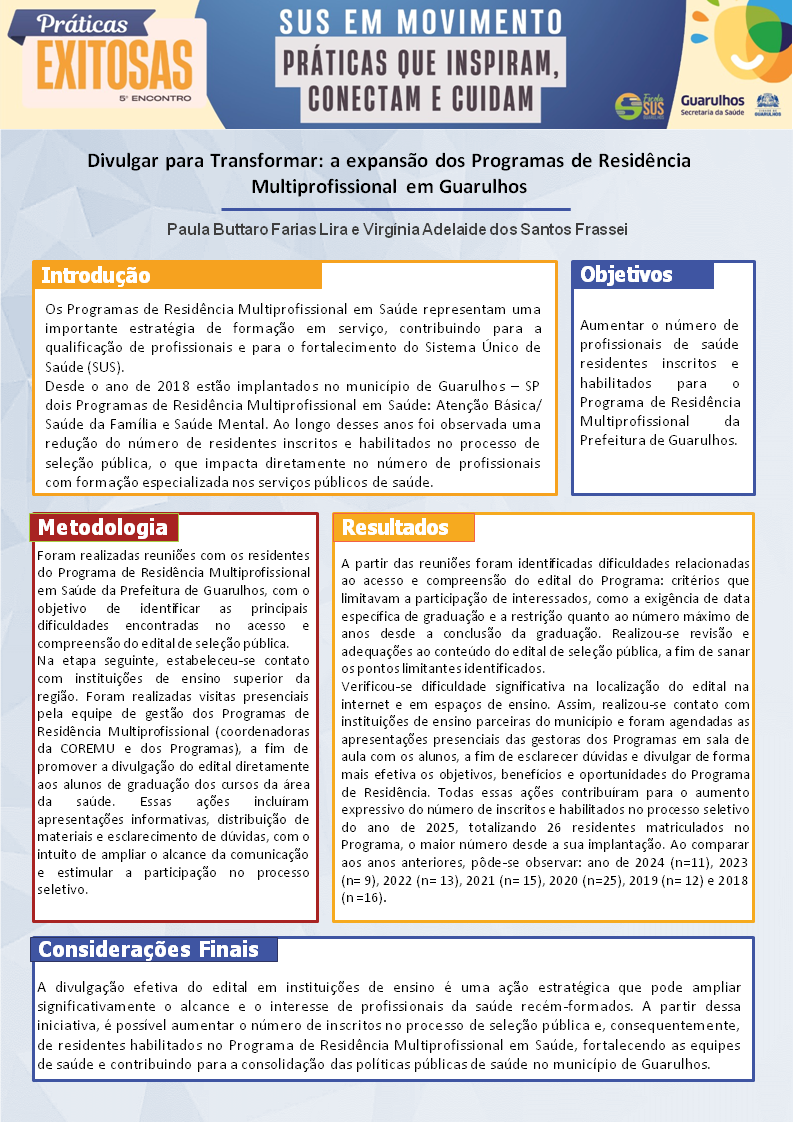 Práticas
EXITOSAS
5º ENCONTRO
SUS EM MOVIMENTO
PRÁTICAS QUE INSPIRAM,
CONECTAM E CUIDAM
Escola
SUS
GUARULHOS
Guarulhos
Secretaria da Saúde
GUARULHOS
Divulgar para Transformar: a expansão dos Programas de Residência
Multiprofissional em Guarulhos
Paula Buttaro Farias Lira e Virgínia Adelaide dos Santos Frassei
Introdução
Os Programas de Residência Multiprofissional em Saúde representam uma
importante estratégia de formação em serviço, contribuindo para a
qualificação de profissionais e para o fortalecimento do Sistema Único de
Saúde (SUS).
Desde o ano de 2018 estão implantados no município de Guarulhos – SP
dois Programas de Residência Multiprofissional em Saúde: Atenção Básica/
Saúde da Família e Saúde Mental. Ao longo desses anos foi observada uma
redução do número de residentes inscritos e habilitados no processo de
seleção pública, o que impacta diretamente no número de profissionais
com formação especializada nos serviços públicos de saúde.
Objetivos
Aumentar o número de
profissionais de saúde
residentes inscritos e
habilitados para o
Programa de Residência
Multiprofissional da
Prefeitura de Guarulhos.
Metodologia
Foram realizadas reuniões com os residentes
do Programa de Residência Multiprofissional
em Saúde da Prefeitura de Guarulhos, com o
objetivo de identificar as principais
dificuldades encontradas no acesso e
compreensão do edital de seleção pública.
Na etapa seguinte, estabeleceu-se contato
com instituições de ensino superior da
região. Foram realizadas visitas presenciais
pela equipe de gestão dos Programas de
Residência Multiprofissional (coordenadoras
da COREMU e dos Programas), a fim de
promover a divulgação do edital diretamente
aos alunos de graduação dos cursos da área
da saúde. Essas ações incluíram
apresentações informativas, distribuição de
materiais e esclarecimento de dúvidas, com o
intuito de ampliar o alcance da comunicação
e estimular a participação no processo
seletivo.
Resultados
A partir das reuniões foram identificadas dificuldades relacionadas
ao acesso e compreensão do edital do Programa: critérios que
limitavam a participação de interessados, como a exigência de data
específica de graduação e a restrição quanto ao número máximo de
anos desde a conclusão da graduação. Realizou-se revisão e
adequações ao conteúdo do edital de seleção pública, a fim de sanar
os pontos limitantes identificados.
Verificou-se dificuldade significativa na localização do edital na
internet e em espaços de ensino. Assim, realizou-se contato com
instituições de ensino parceiras do município e foram agendadas as
apresentações presenciais das gestoras dos Programas em sala de
aula com os alunos, a fim de esclarecer dúvidas e divulgar de forma
mais efetiva os objetivos, benefícios e oportunidades do Programa
de Residência. Todas essas ações contribuíram para o aumento
expressivo do número de inscritos e habilitados no processo seletivo
do ano de 2025, totalizando 26 residentes matriculados no
Programa, o maior número desde a sua implantação. Ao comparar
aos anos anteriores, pôde-se observar: ano de 2024 (n=11), 2023
(n= 9), 2022 (n= 13), 2021 (n= 15), 2020 (n=25), 2019 (n= 12) e 2018
(n =16).
Considerações Finais
A divulgação efetiva do edital em instituições de ensino é uma ação estratégica que pode ampliar
significativamente o alcance e o interesse de profissionais da saúde recém-formados. A partir dessa
iniciativa, é possível aumentar o número de inscritos no processo de seleção pública e, consequentemente,
de residentes habilitados no Programa de Residência Multiprofissional em Saúde, fortalecendo as equipes
de saúde e contribuindo para a consolidação das políticas públicas de saúde no município de Guarulhos.